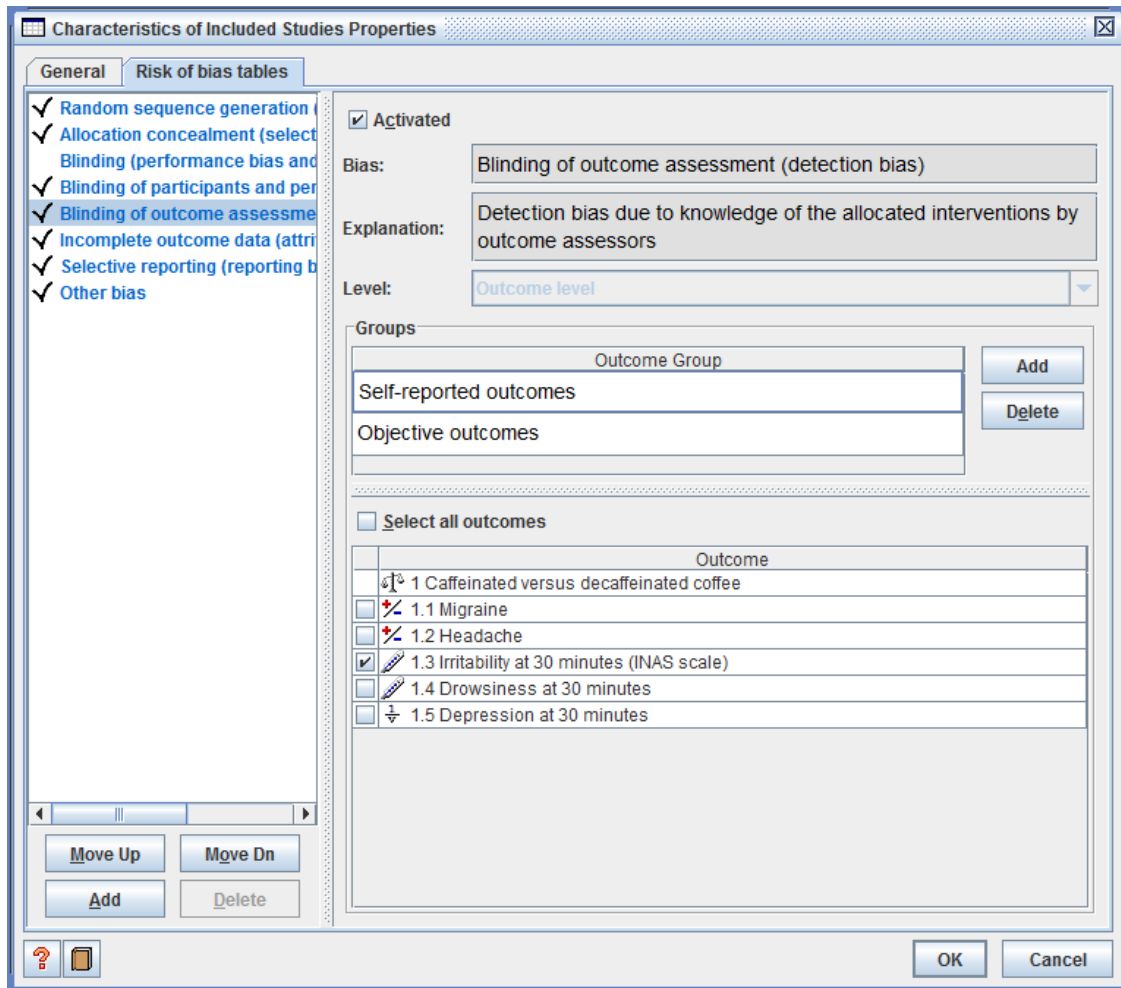 Characteristics of Included Studies Properties
General
Risk of bias tables
Random sequence generation (
Allocation concealment (select
Blinding (performance bias and
Blinding of participants and per
Blinding of outcome assessme
Incomplete outcome data (attri
Selective reporting (reporting b
Other bias
Move Up
Move Dn
Add
Delete
Activated
Bias:
Blinding of outcome assessment (detection bias)
Explanation:
Detection bias due to knowledge of the allocated interventions by
outcome assessors
Level:
Outcome level
Groups
Outcome Group
Self-reported outcomes
Objective outcomes
Add
Delete
Select all outcomes
Outcome
1 Caffeinated versus decaffeinated coffee
1.1 Migraine
1.2 Headache
1.3 Irritability at 30 minutes (INAS scale)
1.4 Drowsiness at 30 minutes
1.5 Depression at 30 minutes
?
OK
Cancel